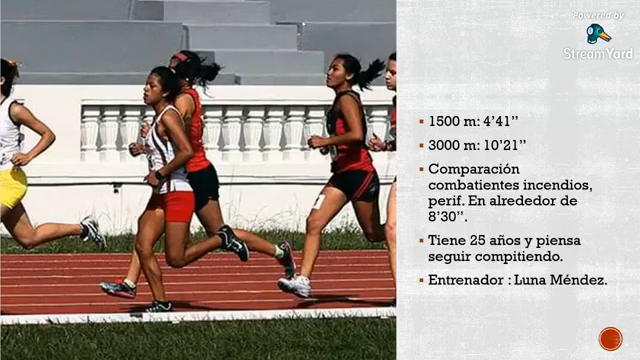 Powered by
StreamYard
1500 m: 4'41''
3000 m: 10'21''
Comparación
combatientes incendios,
perif. En alrededor de
8'30''.
Tiene 25 años y piensa
seguir compitiendo.
Entrenador : Luna Méndez.